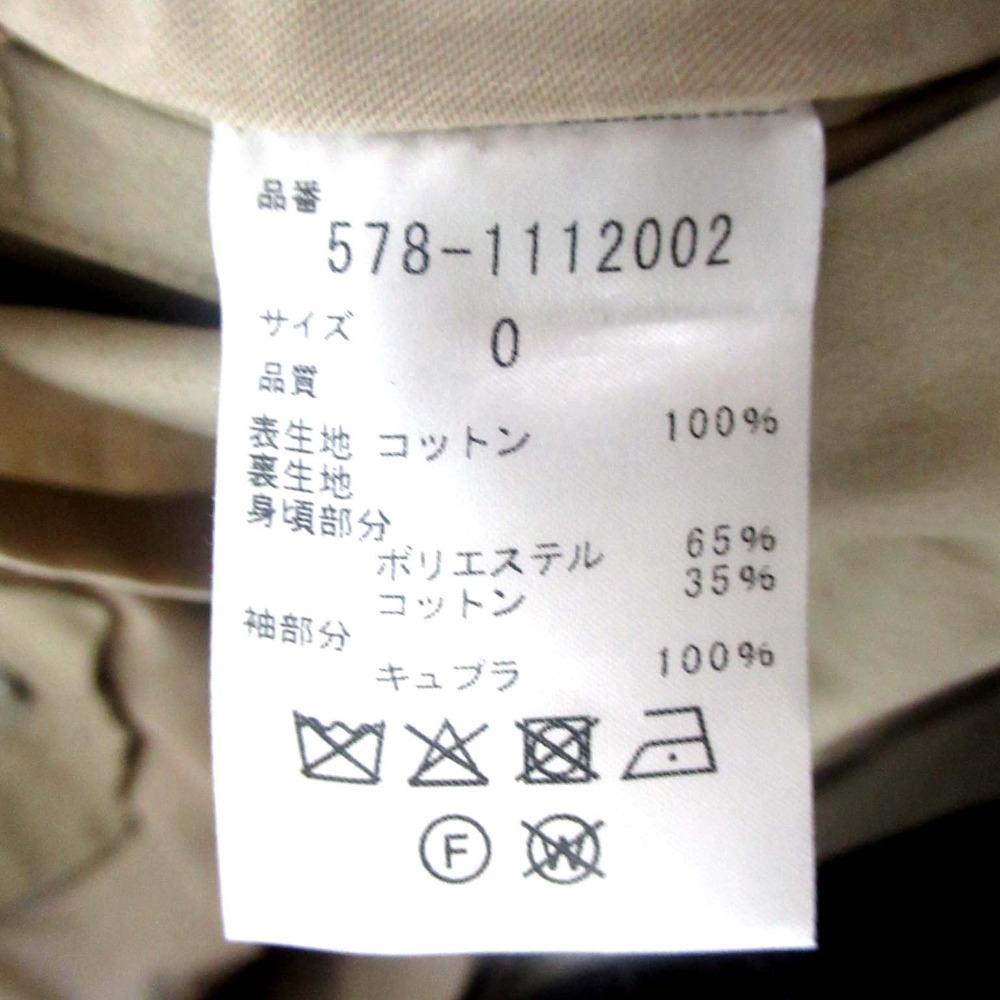 品番
578-1112002
サイズ 0
品質
表生地 コットン 100%
裏生地
身頃部分
ポリエステル 65%
コットン 35%
袖部分
キュプラ 100%
F W